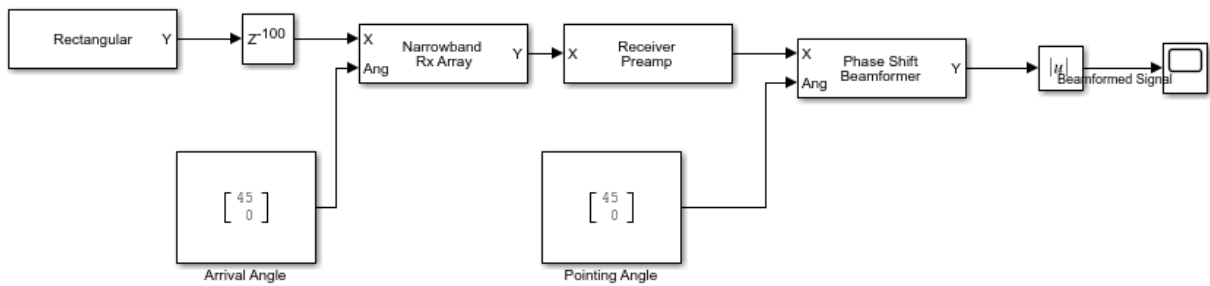 Rectangular Y
Z-100
X
Ang
Narrowband
Rx Array
Y
X
Receiver
Preamp
X
Ang
Phase Shift
Beamformer
Y
|u|
Beamformed Signal
45
0
Arrival Angle
45
0
Pointing Angle